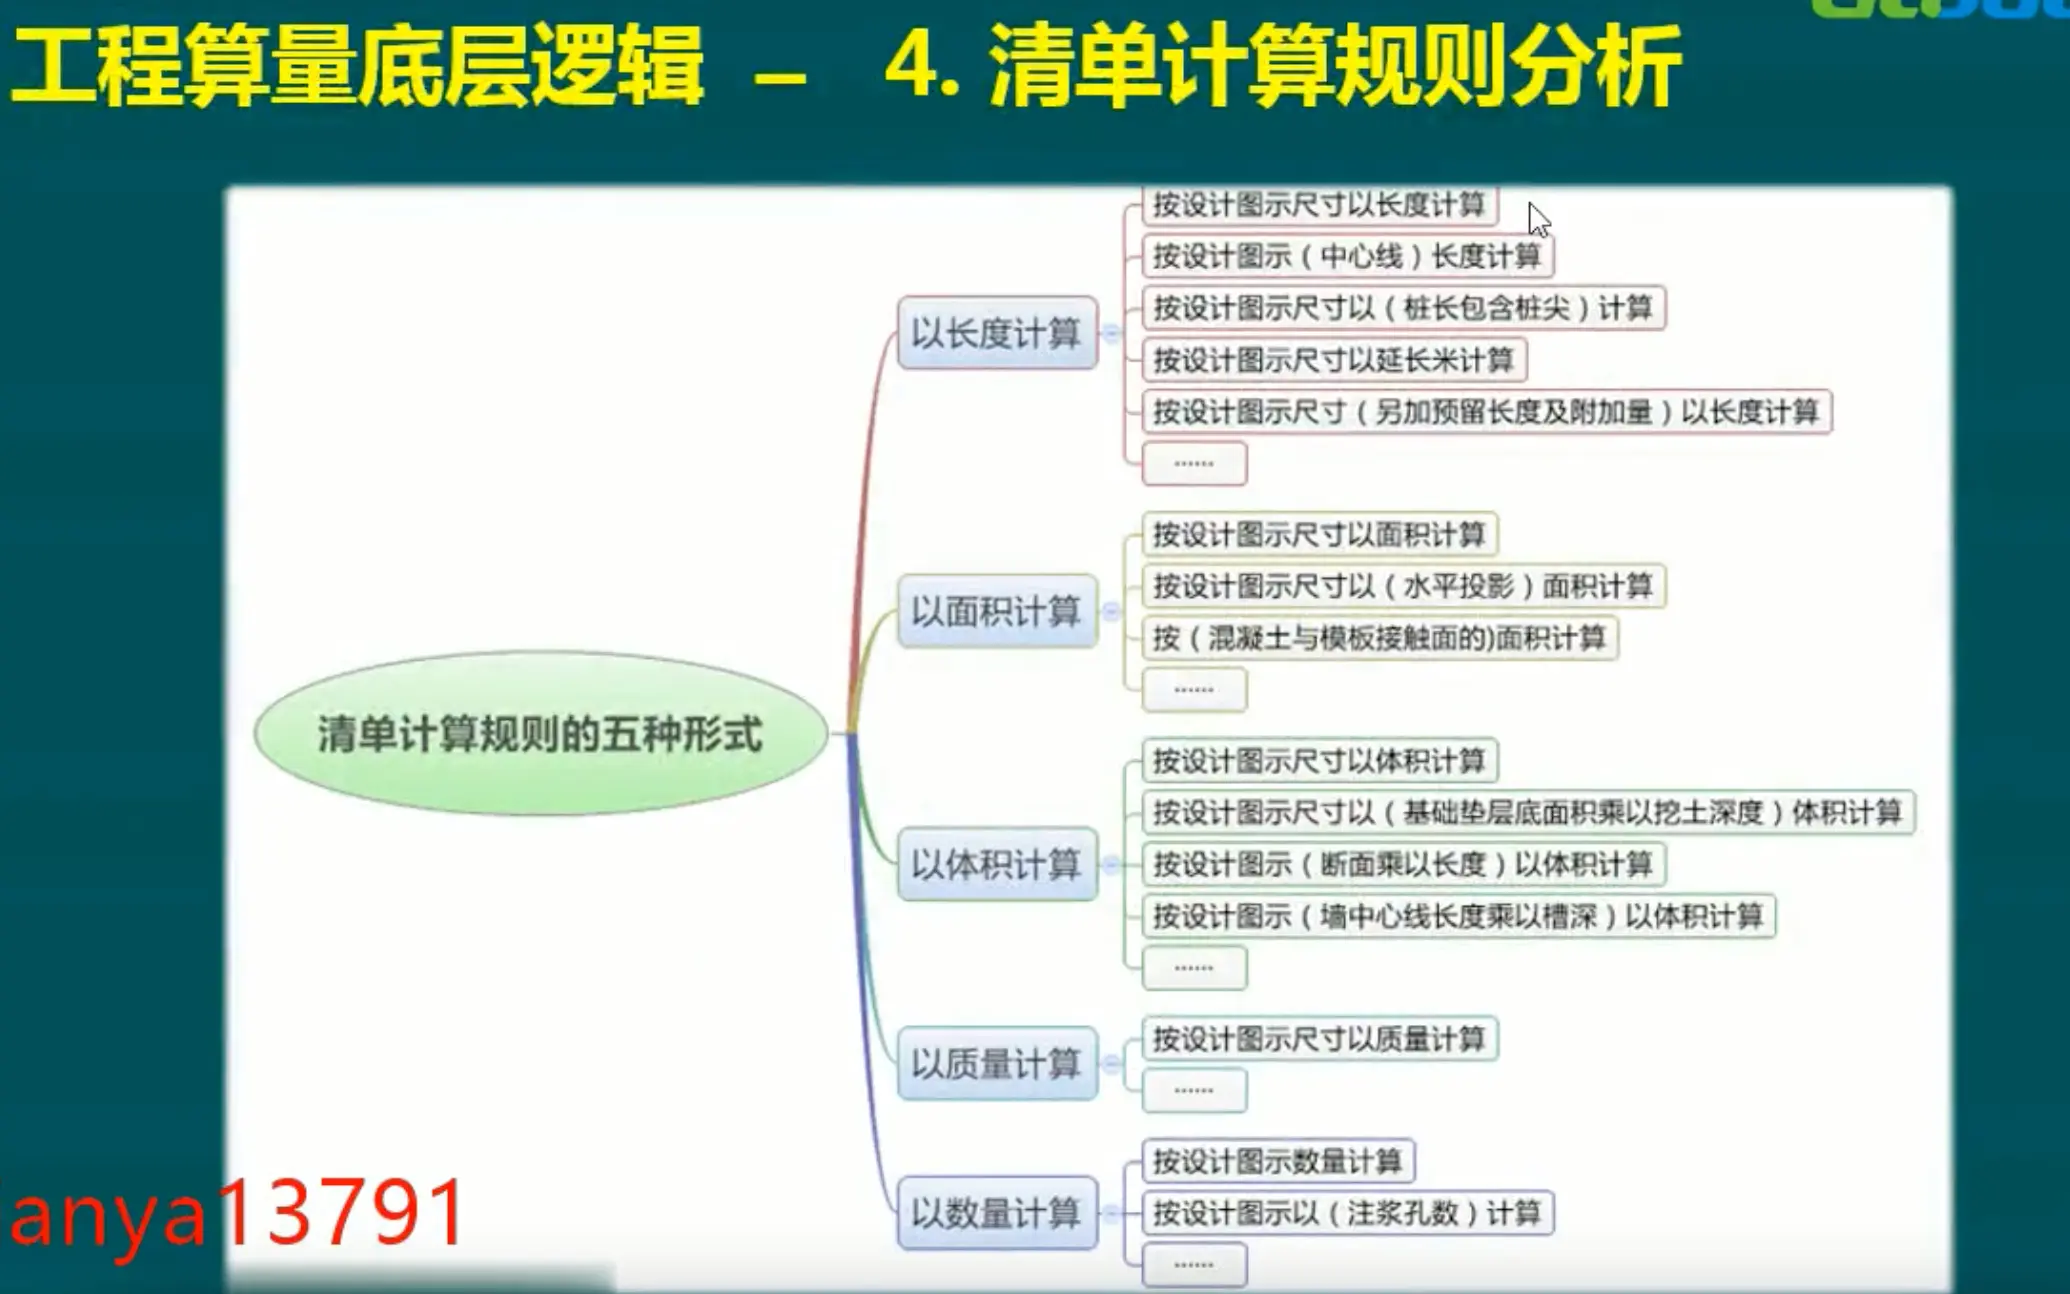 工程算量底层逻辑 – 4. 清单计算规则分析
清单计算规则的五种形式
以长度计算
按设计图示尺寸以长度计算
按设计图示（中心线）长度计算
按设计图示尺寸以（桩长包含桩尖）计算
按设计图示尺寸以延长米计算
按设计图示尺寸（另加预留长度及附加量）以长度计算
……
以面积计算
按设计图示尺寸以面积计算
按设计图示尺寸以（水平投影）面积计算
按（混凝土与模板接触面的)面积计算
……
以体积计算
按设计图示尺寸以体积计算
按设计图示尺寸以（基础垫层底面积乘以挖土深度）体积计算
按设计图示（断面乘以长度）以体积计算
按设计图示（墙中心线长度乘以槽深）以体积计算
……
以质量计算
按设计图示尺寸以质量计算
……
以数量计算
按设计图示数量计算
按设计图示以（注浆孔数）计算
……
anya13791